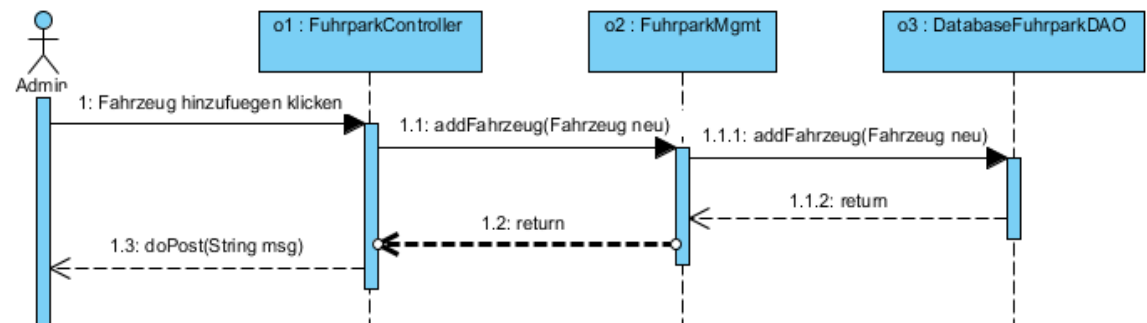 o1 : FuhrparkController
o2 : FuhrparkMgmt
o3 : DatabaseFuhrparkDAO
Admin
1: Fahrzeug hinzufuegen klicken
1.1: addFahrzeug(Fahrzeug neu)
1.1.1: addFahrzeug(Fahrzeug neu)
1.1.2: return
1.2: return
1.3: doPost(String msg)